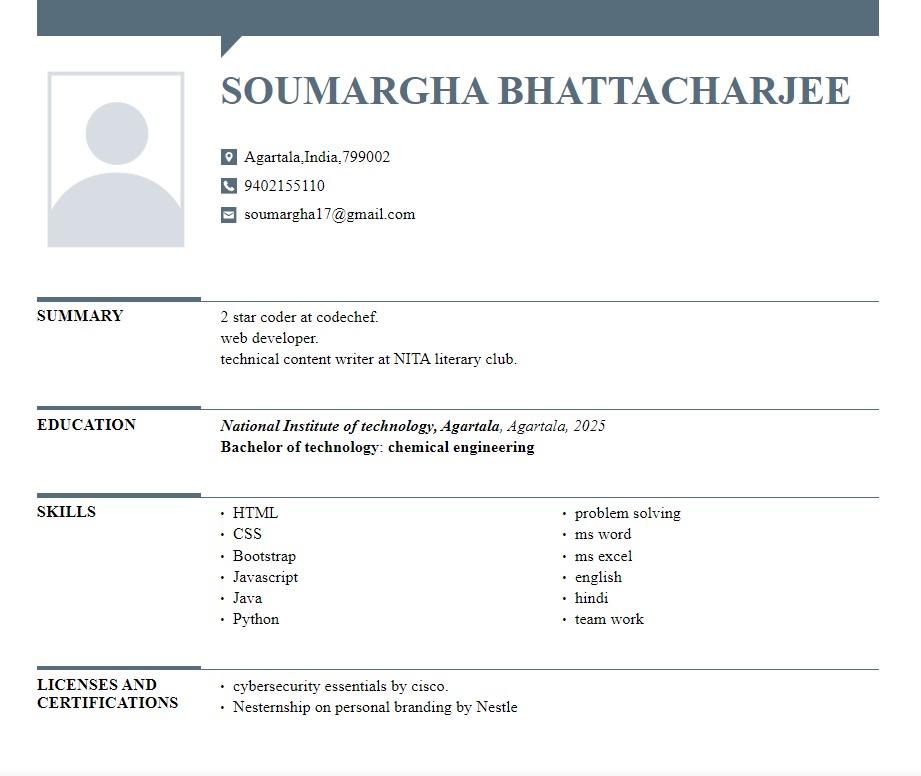 SOUMARGHA BHATTACHARJEE
Agartala,India,799002
9402155110
soumargha17@gmail.com
SUMMARY
2 star coder at codechef.
web developer.
technical content writer at NITA literary club.
EDUCATION
National Institute of technology, Agartala, Agartala, 2025
Bachelor of technology: chemical engineering
SKILLS
• HTML
• CSS
• Bootstrap
• Javascript
• Java
• Python
• problem solving
• ms word
• ms excel
• english
• hindi
• team work
LICENSES AND
CERTIFICATIONS
• cybersecurity essentials by cisco.
• Nesternship on personal branding by Nestle